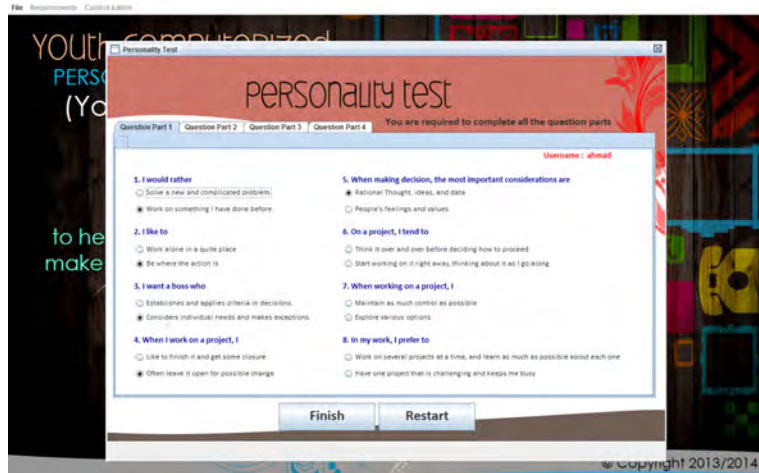 File Requirements Control Admin
Youth Computerized
PERSO
(Yo
to he
make
Personality Test
Personality test
You are required to complete all the question parts
Question Part 1 Question Part 2 Question Part 3 Question Part 4
Username : ahmad
1. I would rather
Solve a new and complicated problem.
Work on something I have done before.
2. I like to
Work alone in a quite place
Be where the action is
3. I want a boss who
Establishes and applies criteria in decisions.
Considers individual needs and makes exceptions.
4. When I work on a project, I
Like to finish it and get some closure
Often leave it open for possible change
5. When making decision, the most important considerations are
Rational Thought, ideas, and data
People's feelings and values
6. On a project, I tend to
Think it over and over before deciding how to proceed
Start working on it right away, thinking about it as I go along
7. When working on a project, I
Maintain as much control as possible
Explore various options
8. In my work, I prefer to
Work on several projects at a time, and learn as much as possible about each one
Have one project that is challenging and keeps me busy
Finish Restart
© Copyright 2013/2014